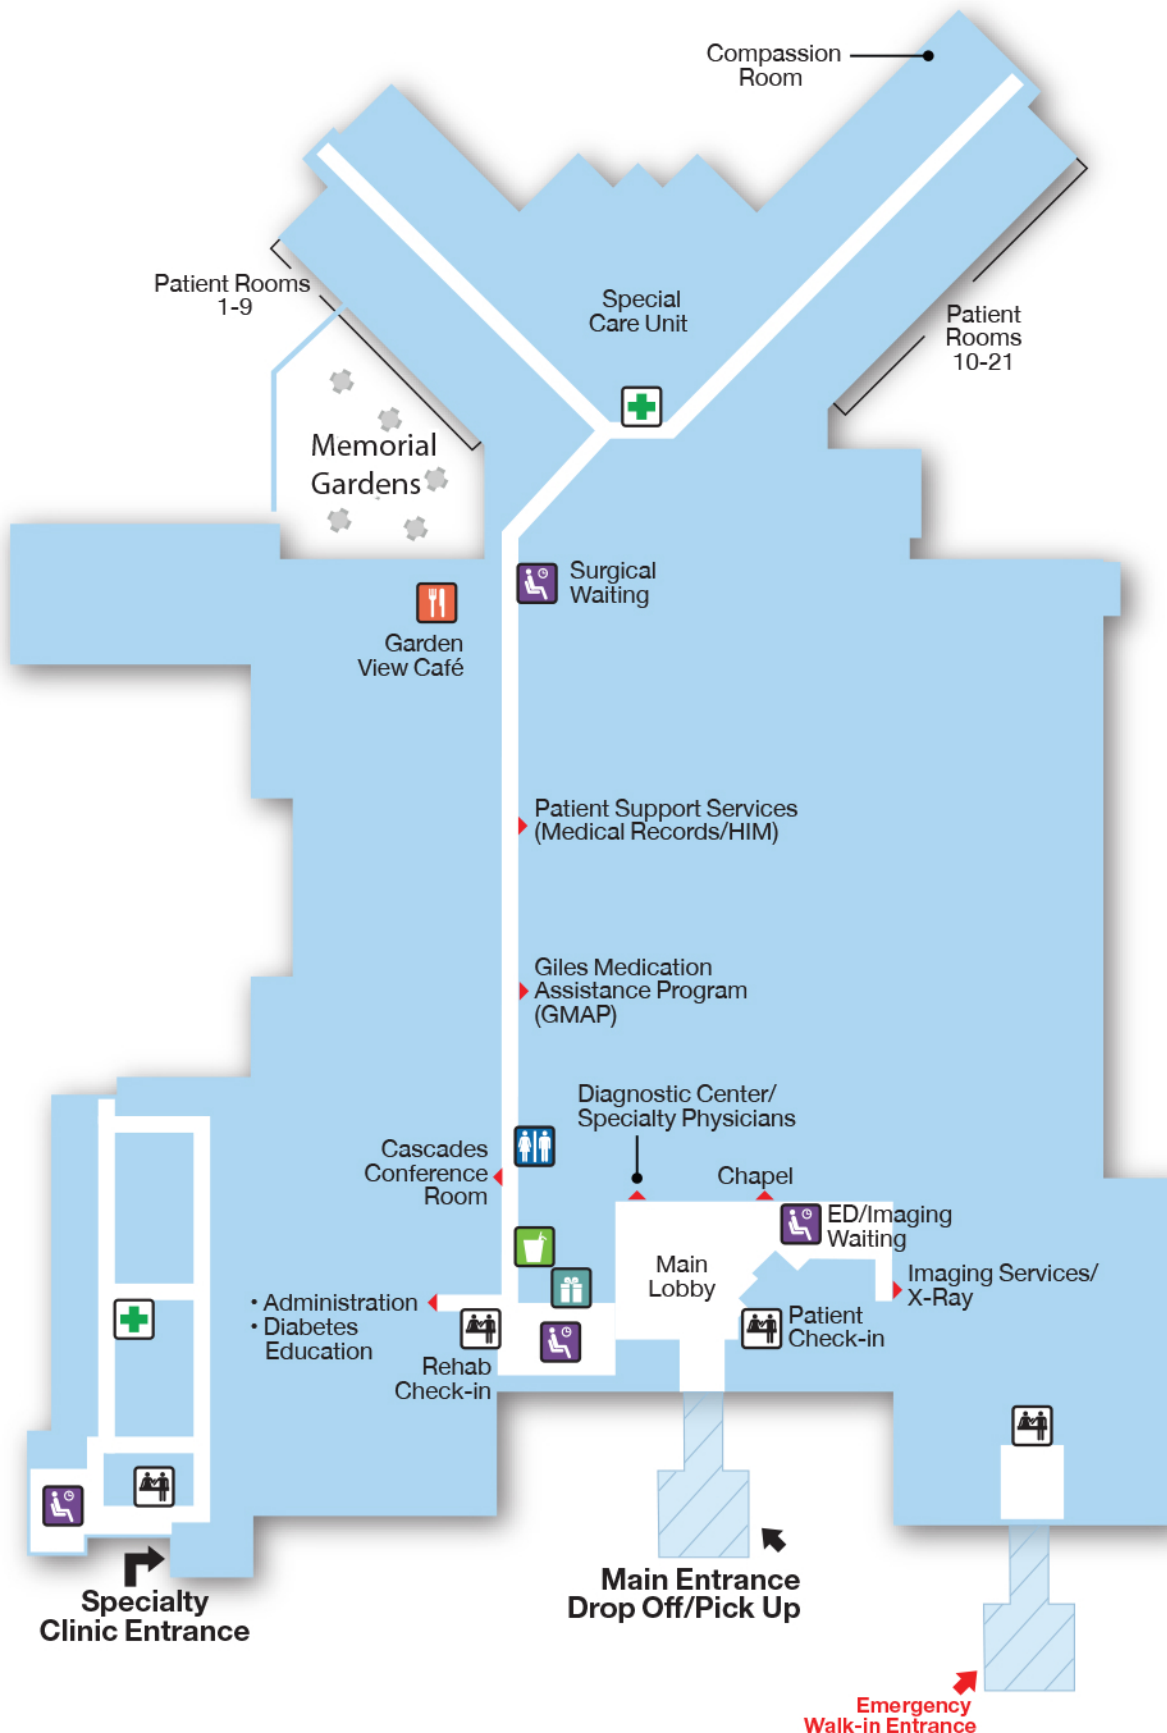 Compassion
Room
Patient Rooms
1-9
Special
Care Unit
Patient
Rooms
10-21
Memorial
Gardens
Surgical
Waiting
Garden
View Café
Patient Support Services
(Medical Records/HIM)
Giles Medication
Assistance Program
(GMAP)
Diagnostic Center/
Specialty Physicians
Cascades
Conference
Room
Chapel
ED/Imaging
Waiting
Main
Lobby
Imaging Services/
X-Ray
• Administration
• Diabetes
Education
Patient
Check-in
Rehab
Check-in
Specialty
Clinic Entrance
Main Entrance
Drop Off/Pick Up
Emergency
Walk-in Entrance